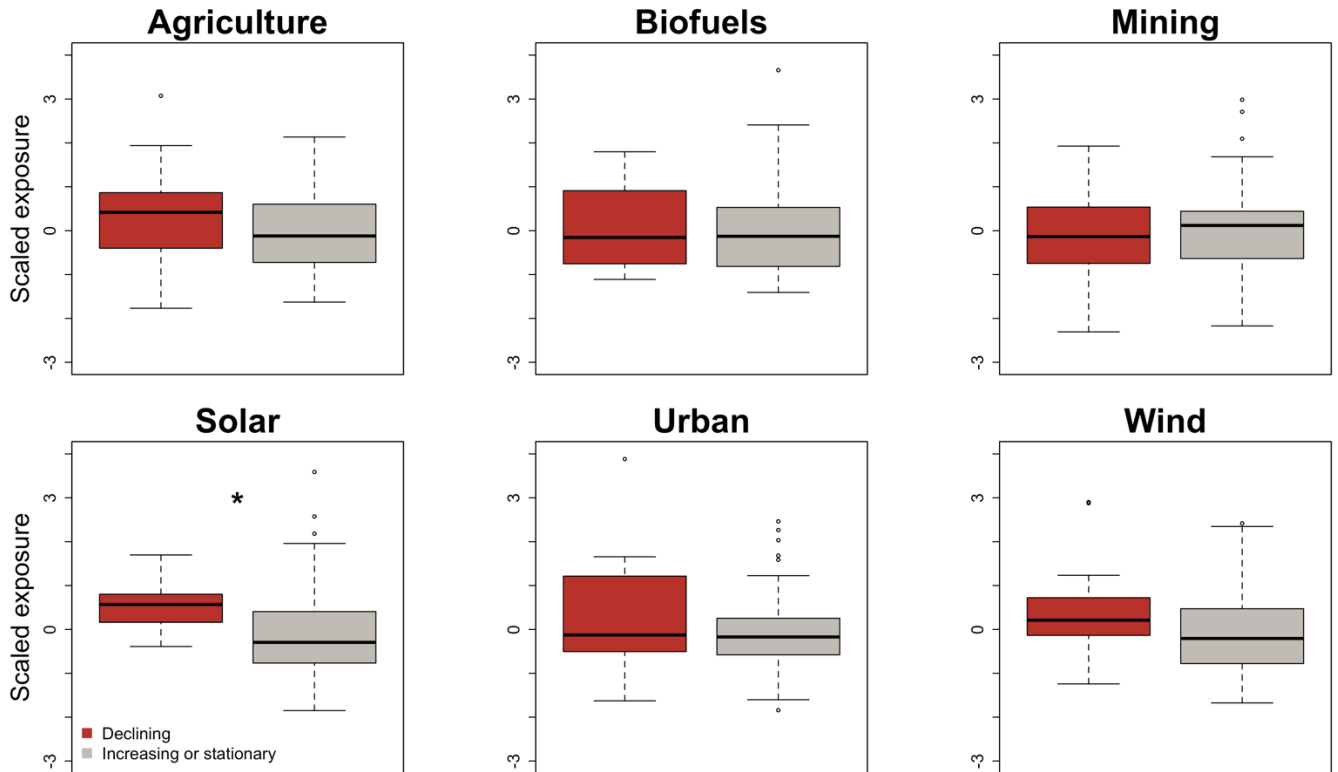 Agriculture
Biofuels
Mining
Scaled exposure
3
0
-3
3
0
-3
3
0
-3
Solar
Urban
Wind
Scaled exposure
3
0
-3
*
Declining
Increasing or stationary
3
0
-3
3
0
-3